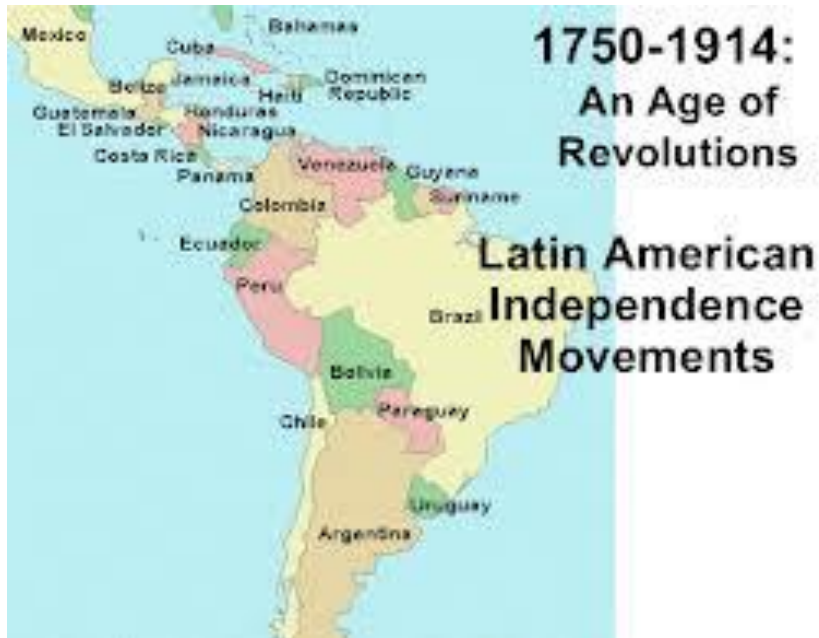 1750-1914:
An Age of
Revolutions
Latin American
Independence
Movements
Mexico
Bahamas
Cuba
Belize
Jamaica
Haiti
Dominican
Republic
Guatemala
Honduras
El Salvador
Nicaragua
Costa Rica
Panama
Venezuela
Guyana
Suriname
Colombia
Ecuador
Peru
Brazil
Bolivia
Paraguay
Chile
Uruguay
Argentina